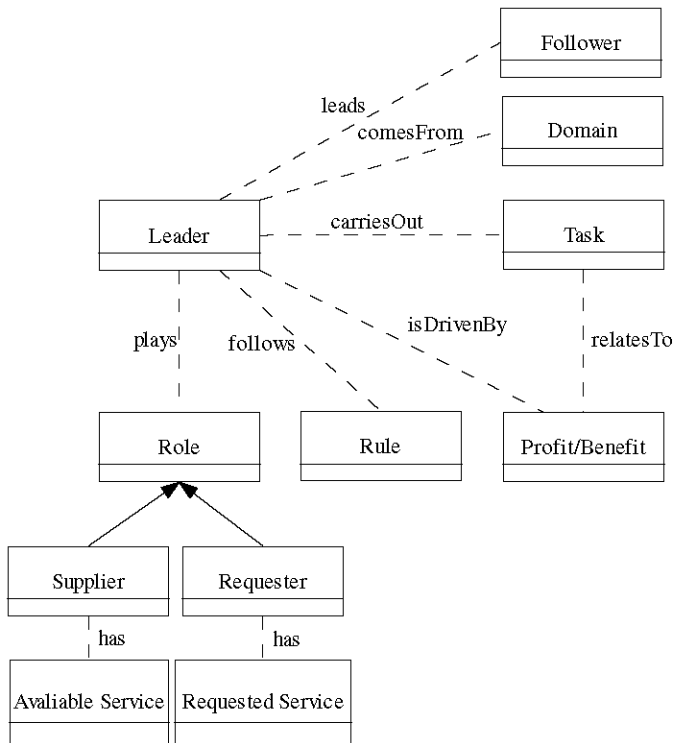 Follower
leads
comesFrom
Domain
Leader
carriesOut
Task
plays
follows
isDrivenBy
relatesTo
Role
Rule
Profit/Benefit
Supplier
Requester
has
has
Avaliable Service
Requested Service